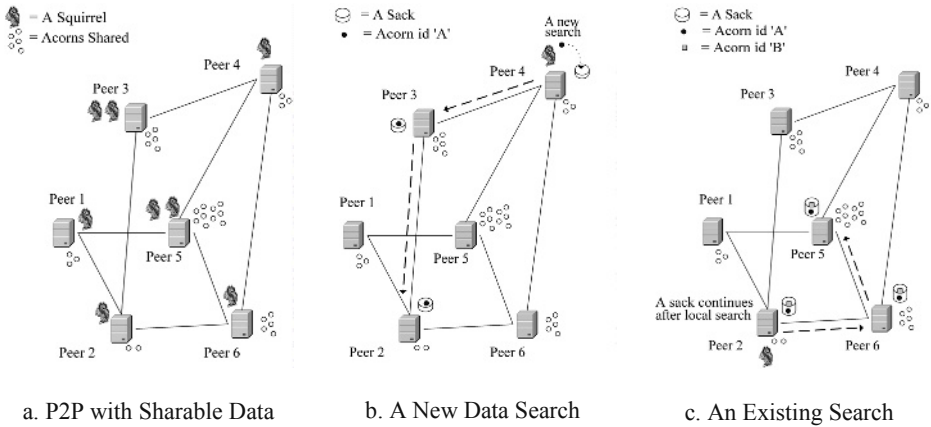 = A Squirrel
= Acorns Shared
Peer 4
Peer 3
Peer 1
Peer 5
Peer 2
Peer 6
a. P2P with Sharable Data
= A Sack
= Acorn id 'A'
A new
search
Peer 4
Peer 3
Peer 1
Peer 5
Peer 2
Peer 6
b. A New Data Search
= A Sack
= Acorn id 'A'
= Acorn id 'B'
Peer 4
Peer 3
Peer 1
Peer 5
A sack continues
after local search
Peer 2
Peer 6
c. An Existing Search